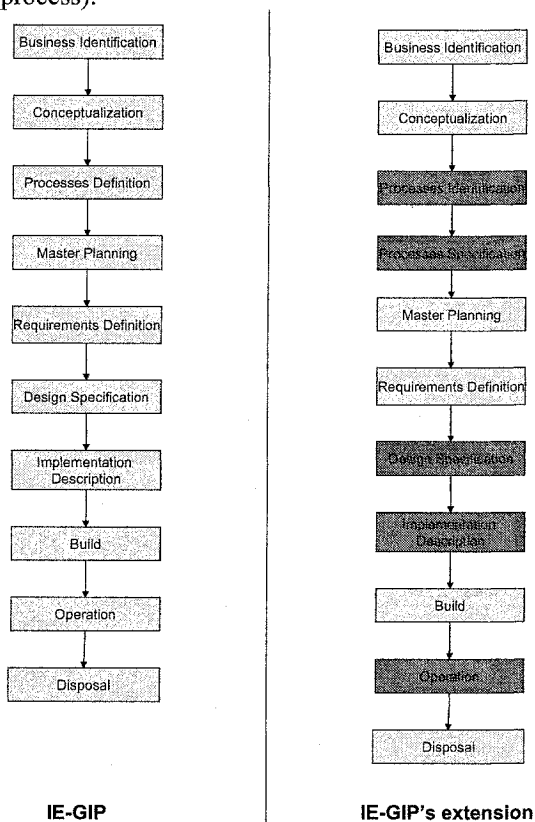 process).
Business Identification
Conceptualization
Processes Definition
Master Planning
Requirements Definition
Design Specification
Implementation
Description
Build
Operation
Disposal
IE-GIP
Business Identification
Conceptualization
Processes Identification
Processes Specification
Master Planning
Requirements Definition
Design Specification
Implementation
Description
Build
Operation
Disposal
IE-GIP's extension